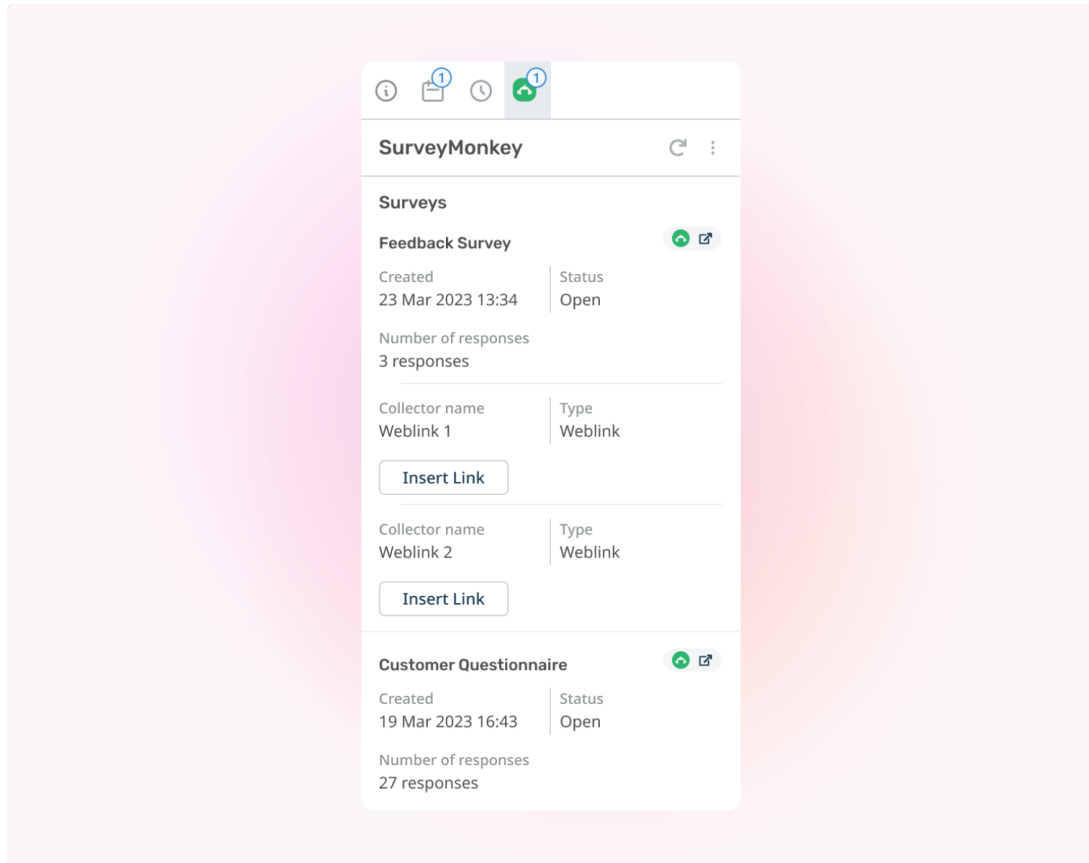 1
1
SurveyMonkey
Surveys
Feedback Survey
Created
Status
23 Mar 2023 13:34
Open
Number of responses
3 responses
Collector name
Type
Weblink 1
Weblink
Insert Link
Collector name
Type
Weblink 2
Weblink
Insert Link
Customer Questionnaire
Created
Status
19 Mar 2023 16:43
Open
Number of responses
27 responses